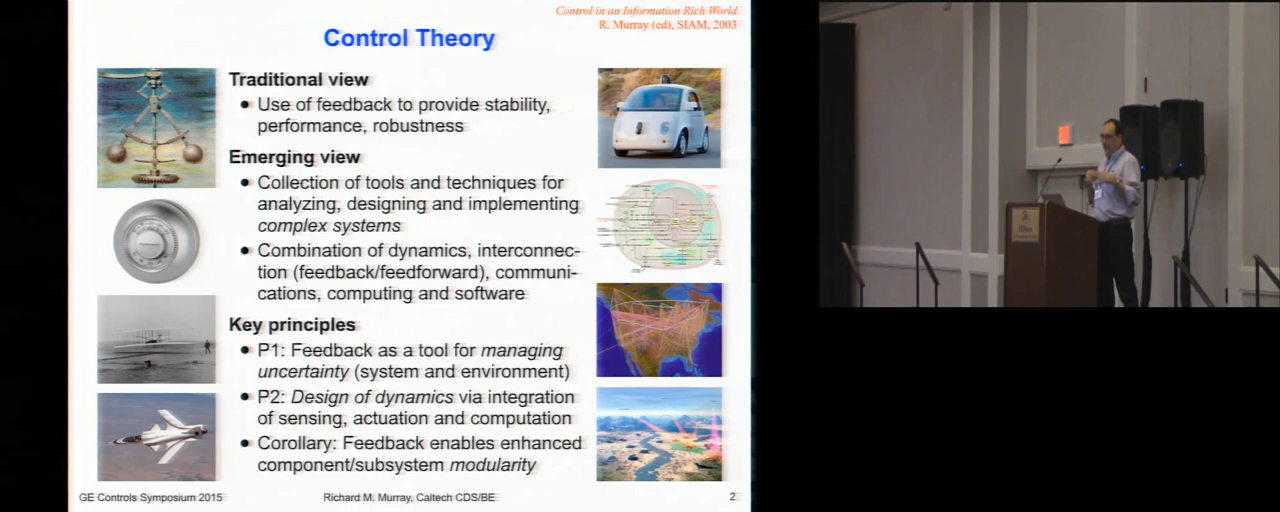 Control in an Information Rich World
R. Murray (ed), SIAM, 2003
Control Theory
Traditional view
● Use of feedback to provide stability,
performance, robustness
Emerging view
● Collection of tools and techniques for
analyzing, designing and implementing
complex systems
● Combination of dynamics, interconnec-
tion (feedback/feedforward), communi-
cations, computing and software
Key principles
● P1: Feedback as a tool for managing
uncertainty (system and environment)
● P2: Design of dynamics via integration
of sensing, actuation and computation
● Corollary: Feedback enables enhanced
component/subsystem modularity
GE Controls Symposium 2015
Richard M. Murray, Caltech CDS/BE
2